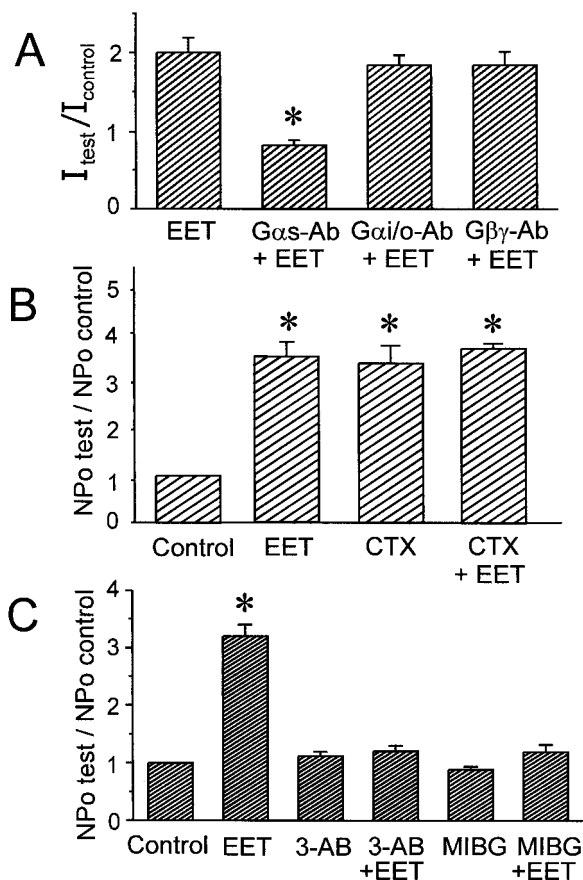 A
I test / I control
2
1
0
*
EET
Gαs-Ab + EET
Gαi/o-Ab + EET
Gβγ-Ab + EET
B
NPo test / NPo control
5
4
3
2
1
0
*
*
*
Control
EET
CTX
CTX + EET
C
NPo test / NPo control
4
3
2
1
0
*
Control
EET
3-AB
3-AB +EET
MIBG
MIBG +EET